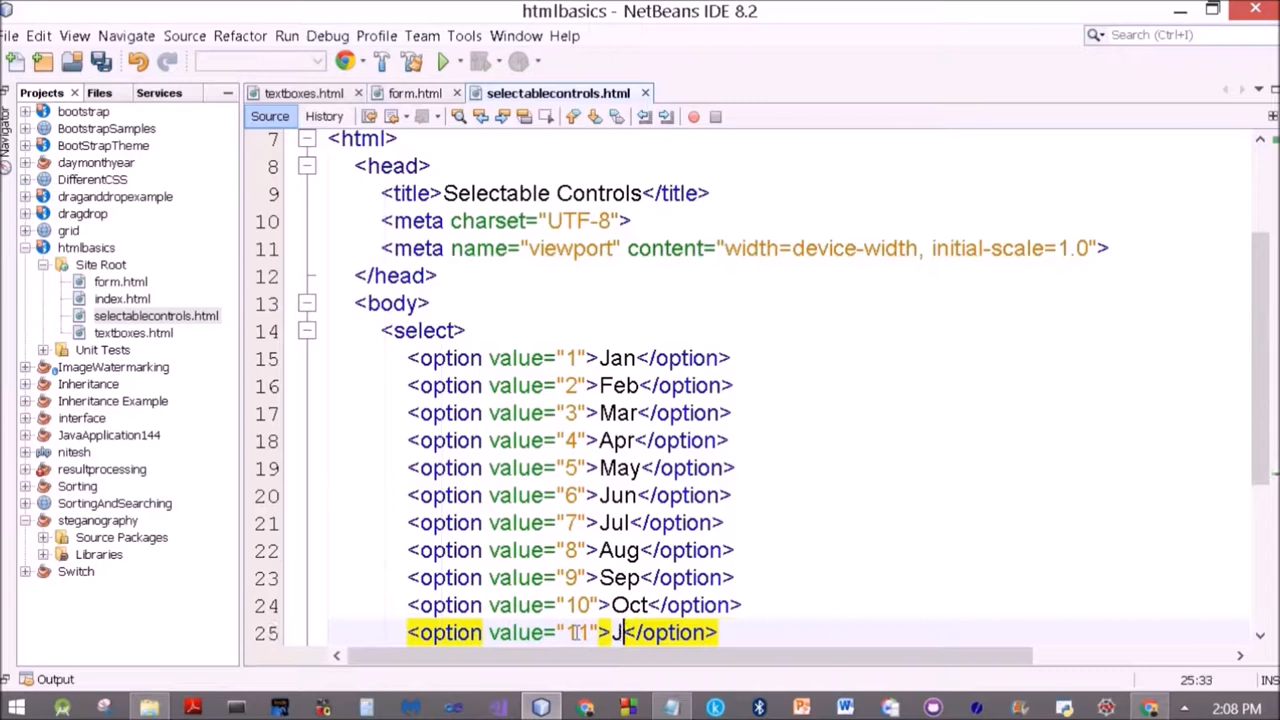 htmlbasics - NetBeans IDE 8.2
File Edit View Navigate Source Refactor Run Debug Profile Team Tools Window Help
Search (Ctrl+I)
Projects Files Services
textboxes.html form.html selectablecontrols.html
Navigator
Source History
bootstrap
BootstrapSamples
BootStrapTheme
daymonthyear
DifferentCSS
draganddropexample
dragdrop
grid
htmlbasics
Site Root
form.html
index.html
selectablecontrols.html
textboxes.html
Unit Tests
ImageWatermarking
Inheritance
Inheritance Example
interface
JavaApplication144
nitesh
resultprocessing
Sorting
SortingAndSearching
steganography
Source Packages
Libraries
Switch
7 <html>
8 <head>
9 <title>Selectable Controls</title>
10 <meta charset="UTF-8">
11 <meta name="viewport" content="width=device-width, initial-scale=1.0">
12 </head>
13 <body>
14 <select>
15 <option value="1">Jan</option>
16 <option value="2">Feb</option>
17 <option value="3">Mar</option>
18 <option value="4">Apr</option>
19 <option value="5">May</option>
20 <option value="6">Jun</option>
21 <option value="7">Jul</option>
22 <option value="8">Aug</option>
23 <option value="9">Sep</option>
24 <option value="10">Oct</option>
25 <option value="11">J</option>
Output
25:33 INS
2:08 PM